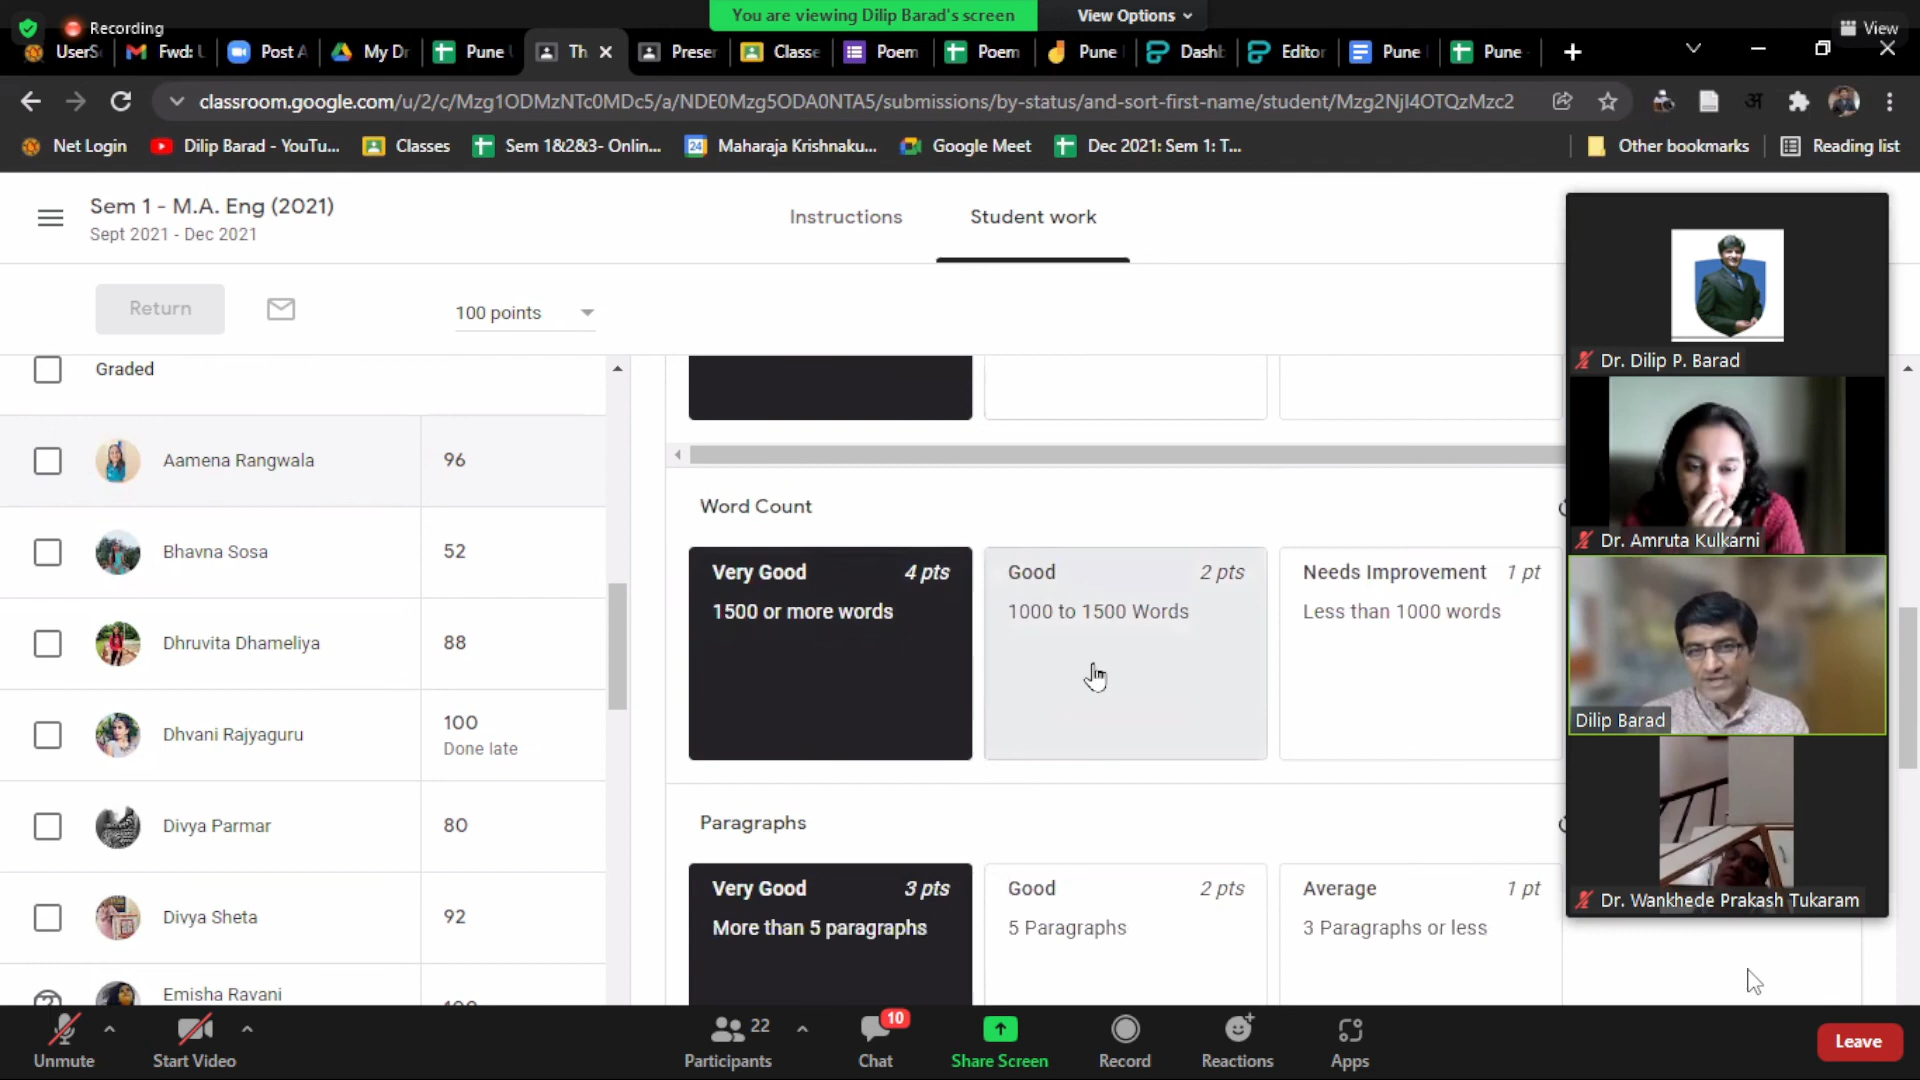 Recording
You are viewing Dilip Barad's screen
View Options
View
UserS
Fwd: U
Post A
My Dr
Pune
Th
Preser
Classe
Poem
Poem
Pune
Dashb
Editor
Pune
Pune
classroom.google.com/u/2/c/Mzg1ODMzNTc0MDc5/a/NDE0Mzg5ODA0NTA5/submissions/by-status/and-sort-first-name/student/Mzg2NjI4OTQzMzc2
Net Login
Dilip Barad - YouTu...
Classes
Sem 1&2&3- Onlin...
24
Maharaja Krishnaku...
Google Meet
Dec 2021: Sem 1: T...
Other bookmarks
Reading list
Sem 1 - M.A. Eng (2021)
Sept 2021 - Dec 2021
Instructions
Student work
Return
100 points
Graded
Aamena Rangwala
96
Bhavna Sosa
52
Dhruvita Dhameliya
88
Dhvani Rajyaguru
100
Done late
Divya Parmar
80
Divya Sheta
92
Emisha Ravani
Word Count
Very Good
4 pts
1500 or more words
Good
2 pts
1000 to 1500 Words
Needs Improvement
1 pt
Less than 1000 words
Paragraphs
Very Good
3 pts
More than 5 paragraphs
Good
2 pts
5 Paragraphs
Average
1 pt
3 Paragraphs or less
Dr. Dilip P. Barad
Dr. Amruta Kulkarni
Dilip Barad
Dr. Wankhede Prakash Tukaram
Unmute
Start Video
22
Participants
10
Chat
Share Screen
Record
Reactions
Apps
Leave